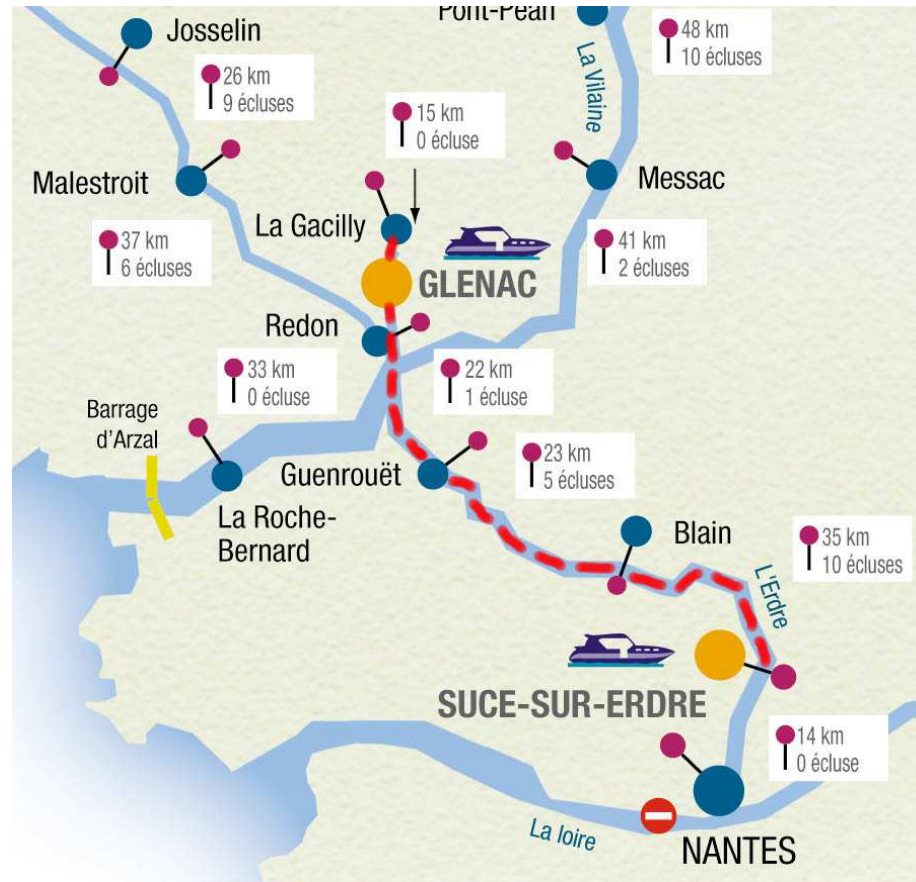 Pont-Péan
Josselin
48 km
10 écluses
La Vilaine
26 km
9 écluses
15 km
0 écluse
Malestroit
Messac
La Gacilly
37 km
6 écluses
41 km
2 écluses
GLENAC
Redon
33 km
0 écluse
22 km
1 écluse
Barrage
d'Arzal
23 km
5 écluses
Guenrouët
La Roche-
Bernard
Blain
35 km
10 écluses
L'Erdre
SUCE-SUR-ERDRE
14 km
0 écluse
La loire
NANTES